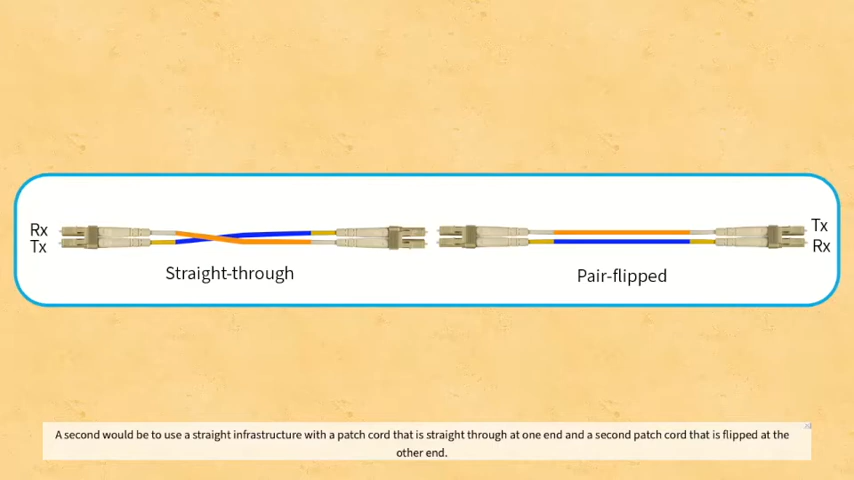 Rx
Tx
Tx
Rx
Straight-through
Pair-flipped
A second would be to use a straight infrastructure with a patch cord that is straight through at one end and a second patch cord that is flipped at the
other end.